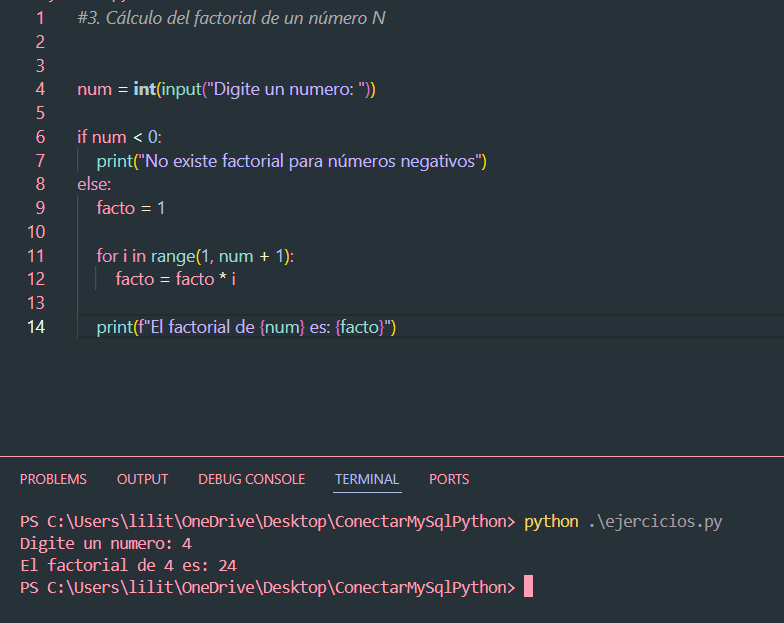 1 #3. Cálculo del factorial de un número N
2
3
4 num = int(input("Digite un numero: "))
5
6 if num < 0:
7 print("No existe factorial para números negativos")
8 else:
9 facto = 1
10
11 for i in range(1, num + 1):
12 facto = facto * i
13
14 print(f"El factorial de {num} es: {facto}")
PROBLEMS OUTPUT DEBUG CONSOLE TERMINAL PORTS
PS C:\Users\lilit\OneDrive\Desktop\ConectarMySqlPython> python .\ejercicios.py
Digite un numero: 4
El factorial de 4 es: 24
PS C:\Users\lilit\OneDrive\Desktop\ConectarMySqlPython>